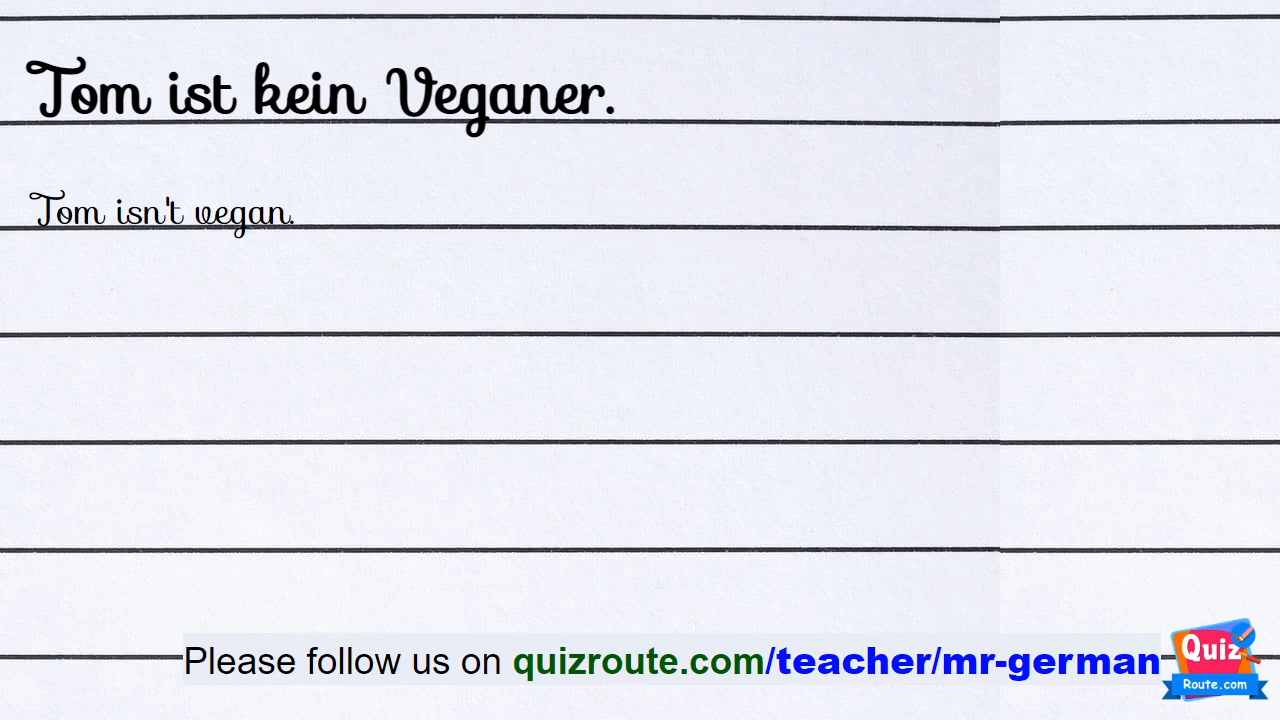 Tom ist kein Veganer.
Tom isn't vegan.
Please follow us on quizroute.com/teacher/mr-german
Quiz
Route.com